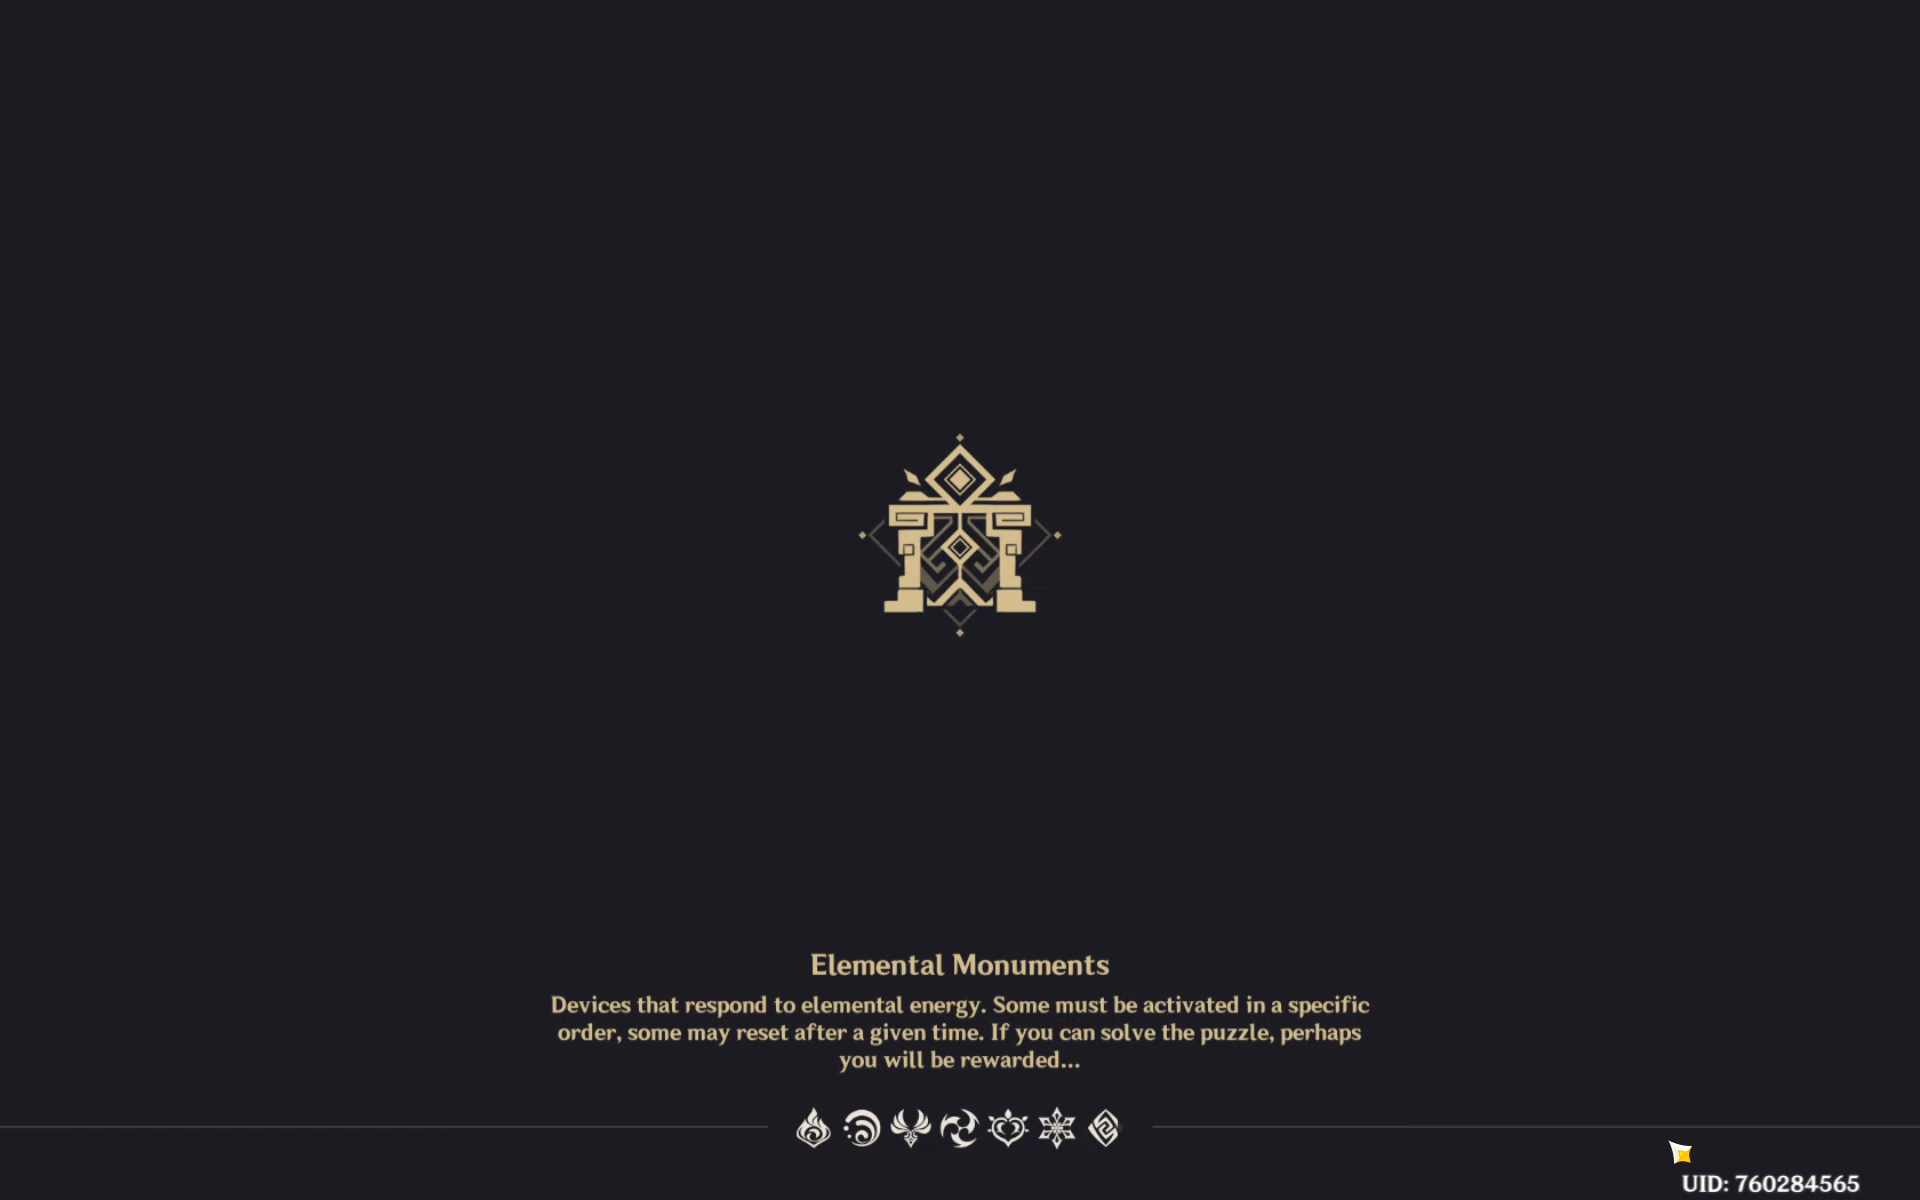 Elemental Monuments
Devices that respond to elemental energy. Some must be activated in a specific
order, some may reset after a given time. If you can solve the puzzle, perhaps
you will be rewarded...
UID: 760284565